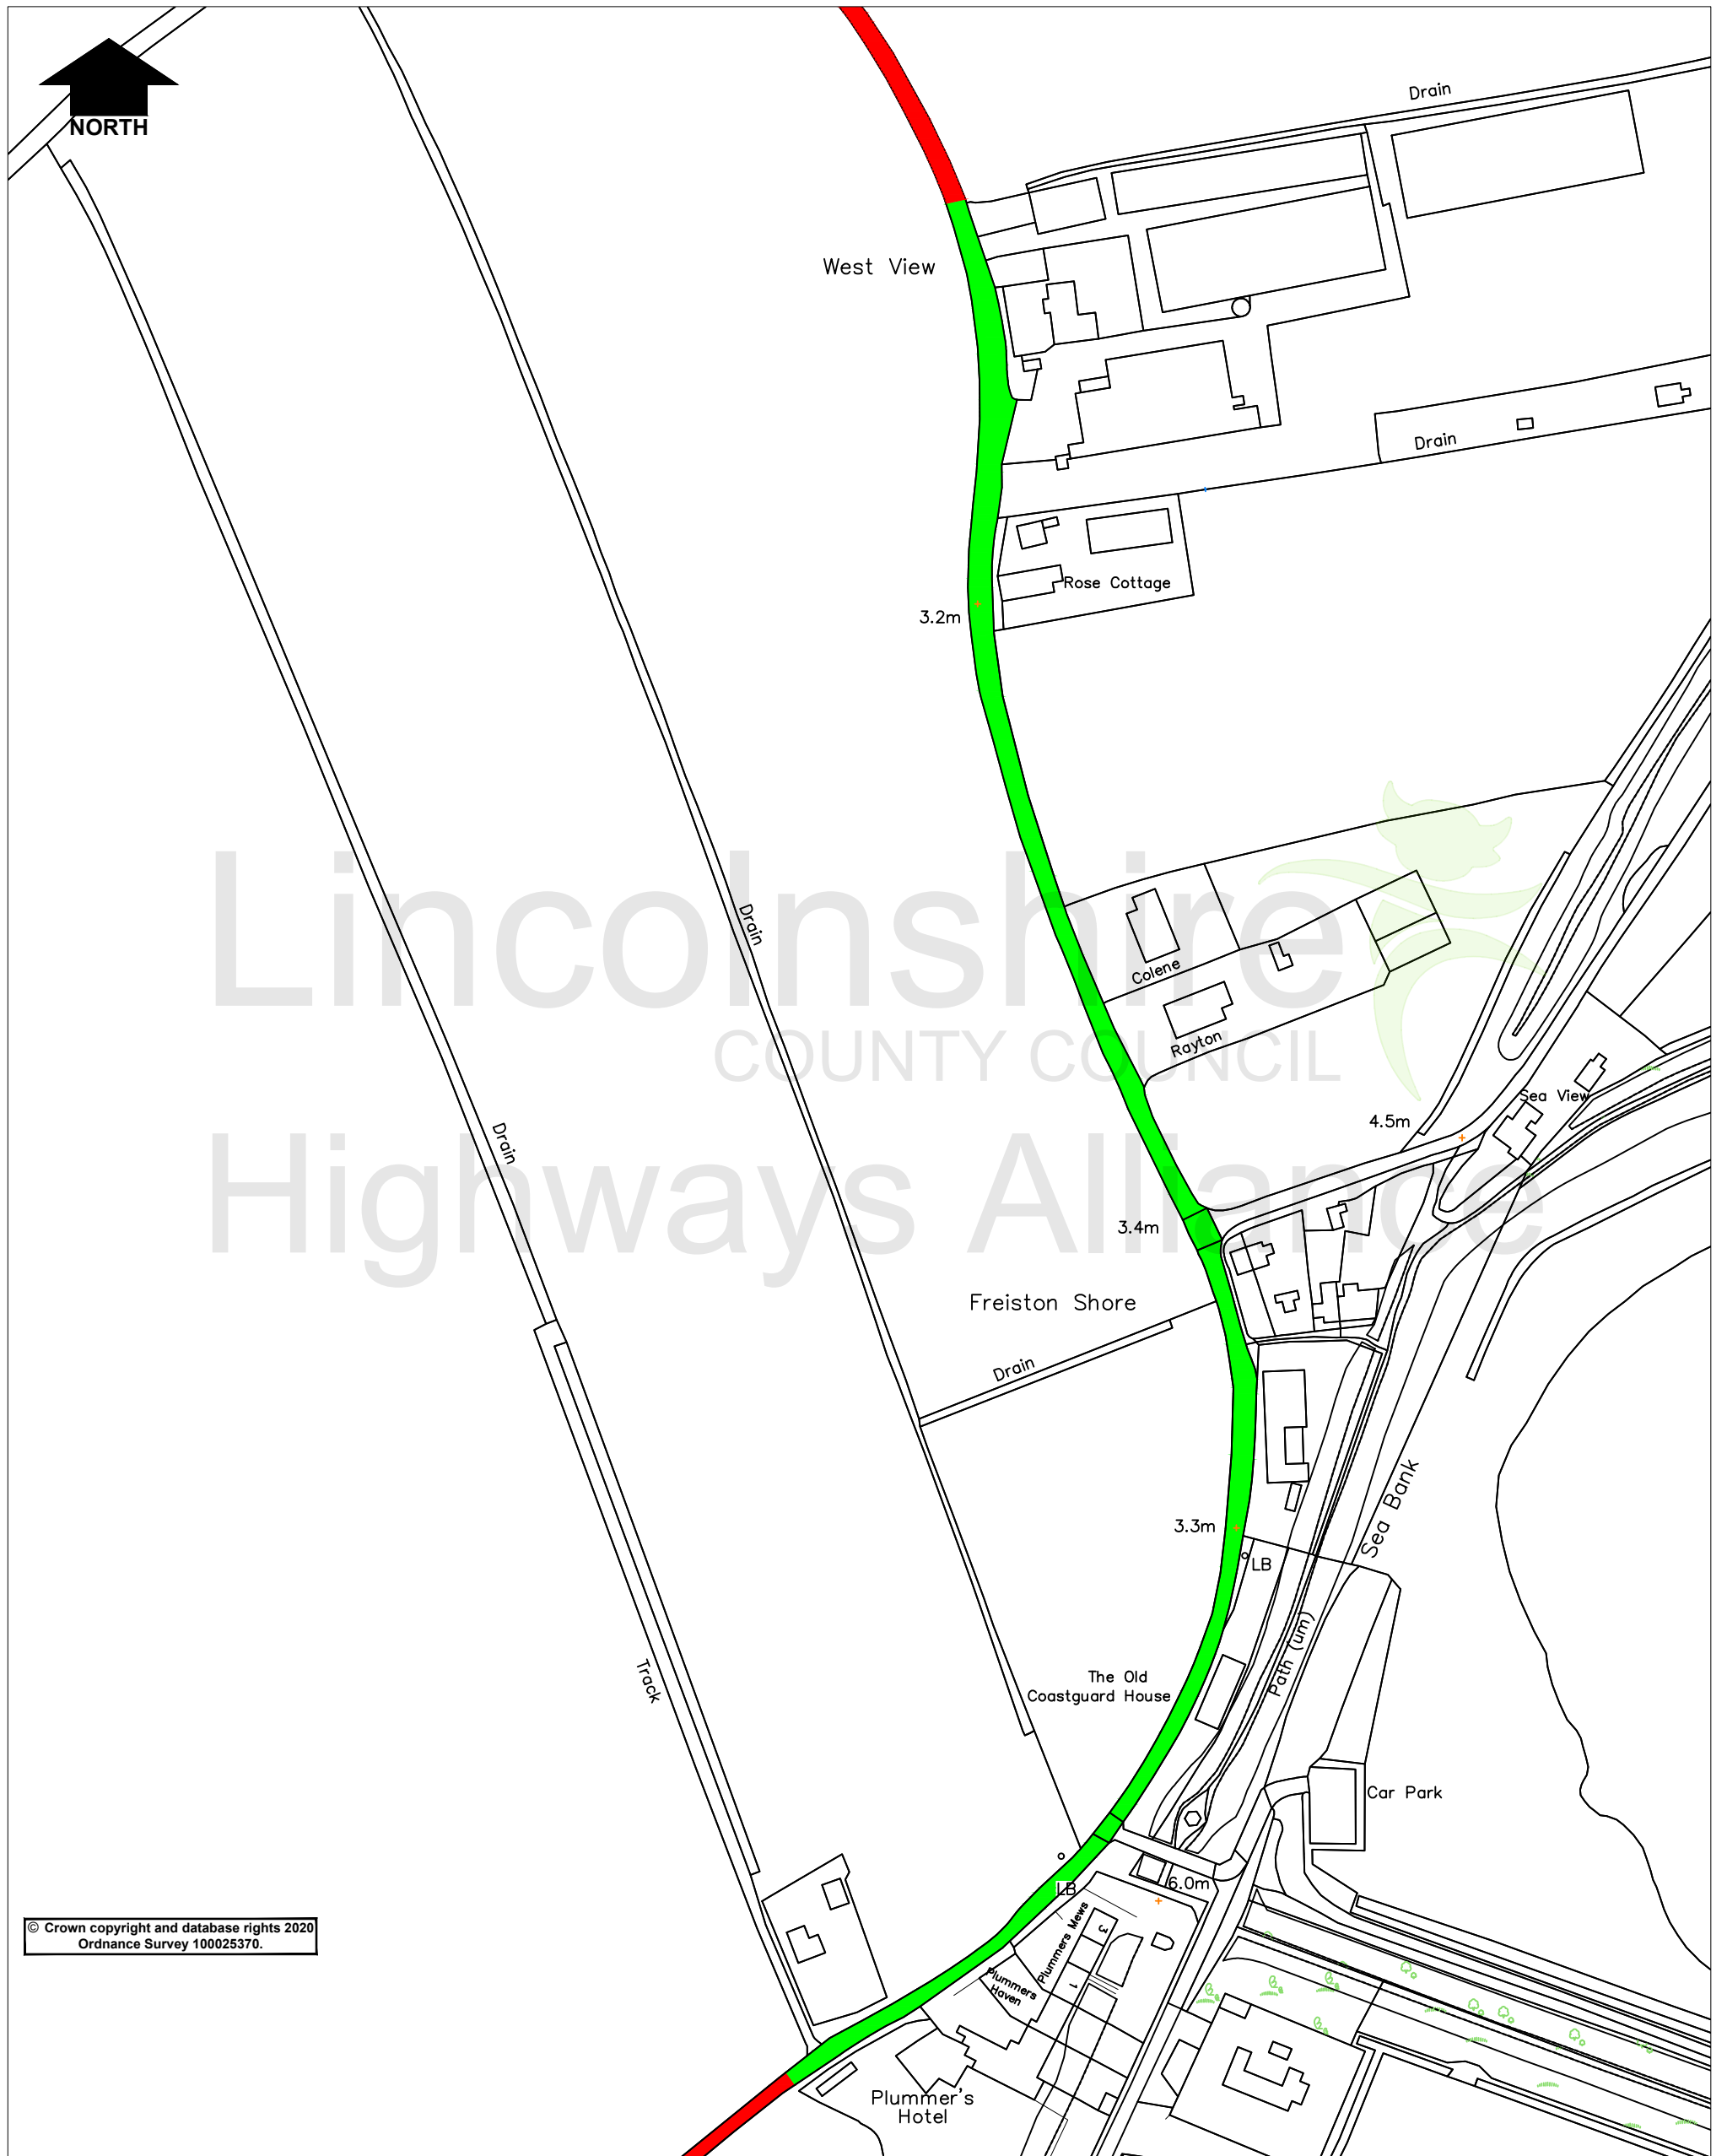 NORTH
Drain
West View
Drain
Rose Cottage
3.2m
Lincolnshire
COUNTY COUNCIL
Highways Alliance
Drain
Colene
Rayton
Sea View
4.5m
Drain
3.4m
Freiston Shore
Drain
Sea Bank
3.3m
LB
Path (um)
Track
The Old
Coastguard House
Car Park
6.0m
LB
Plummers Mews
3
1
Plummers
Haven
© Crown copyright and database rights 2020
Ordnance Survey 100025370.
Plummer's
Hotel